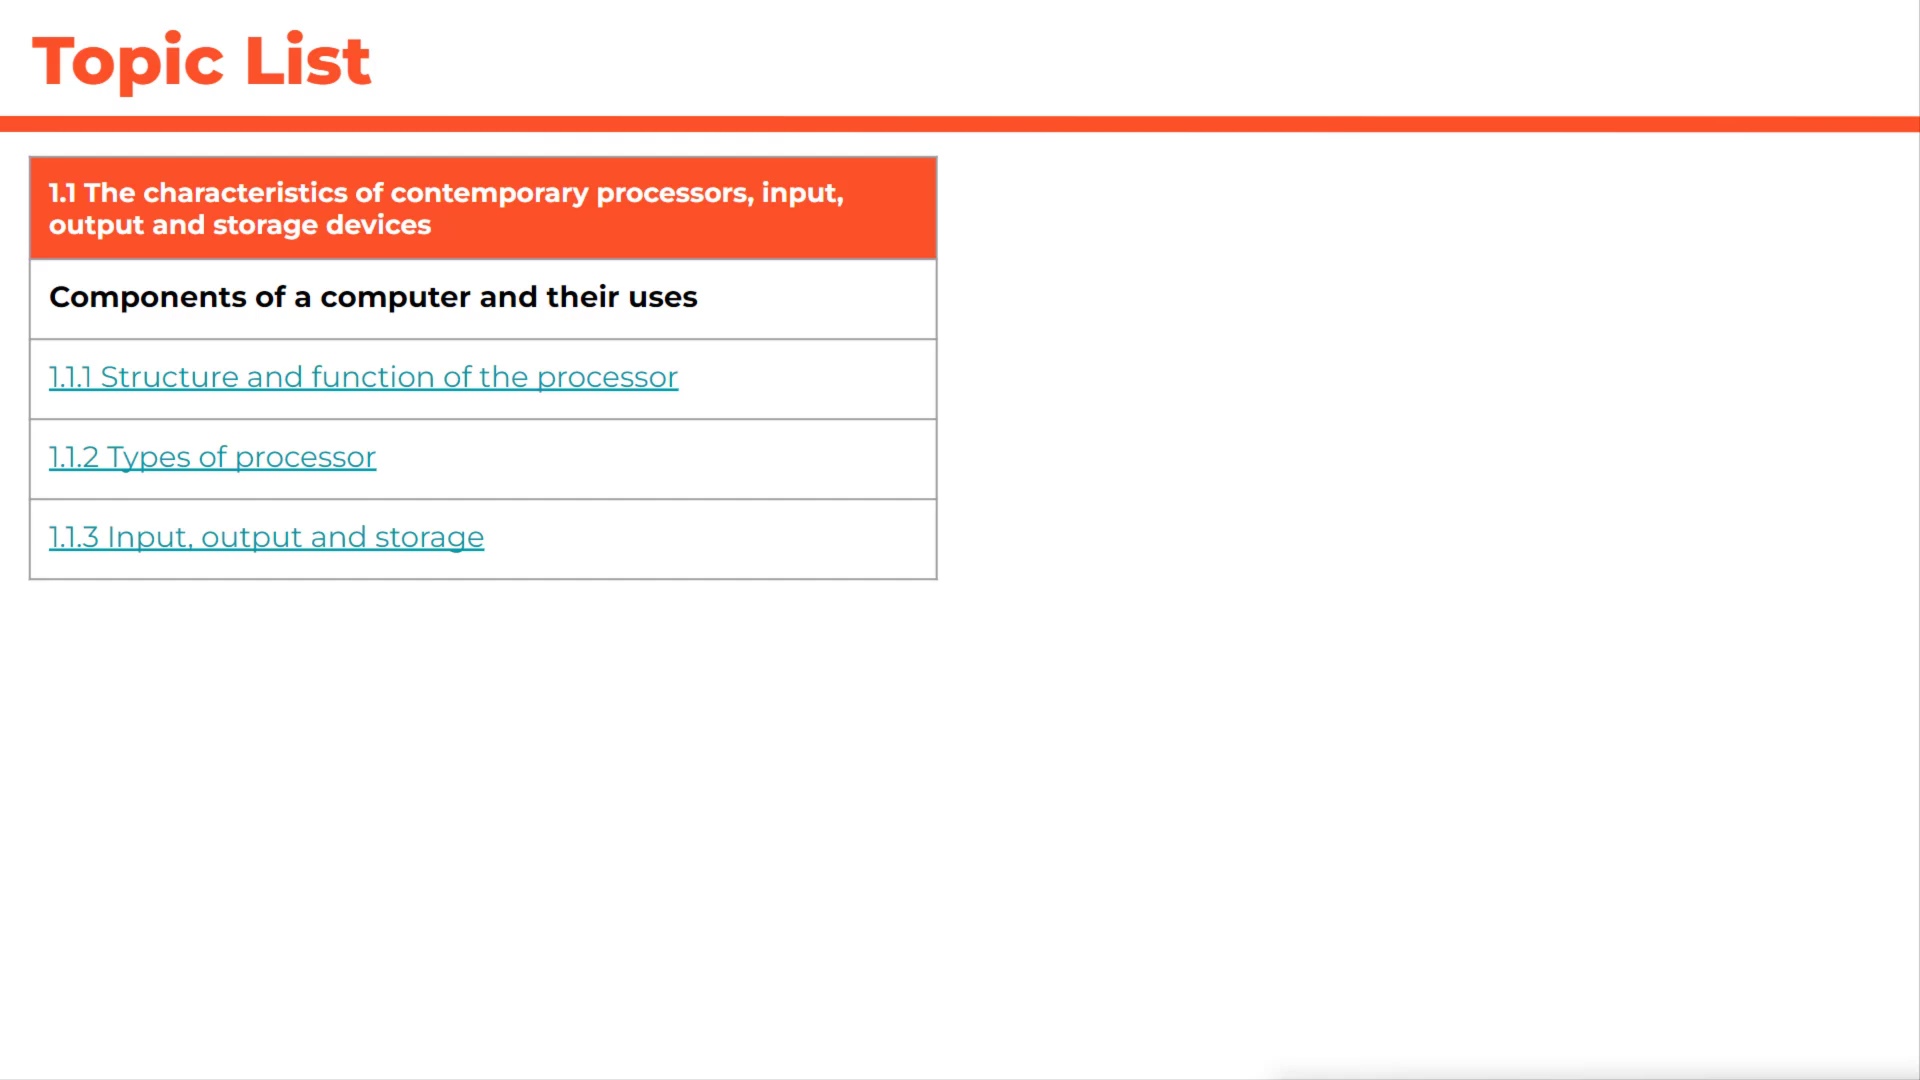 Topic List
1.1 The characteristics of contemporary processors, input,
output and storage devices
Components of a computer and their uses
1.1.1 Structure and function of the processor
1.1.2 Types of processor
1.1.3 Input, output and storage